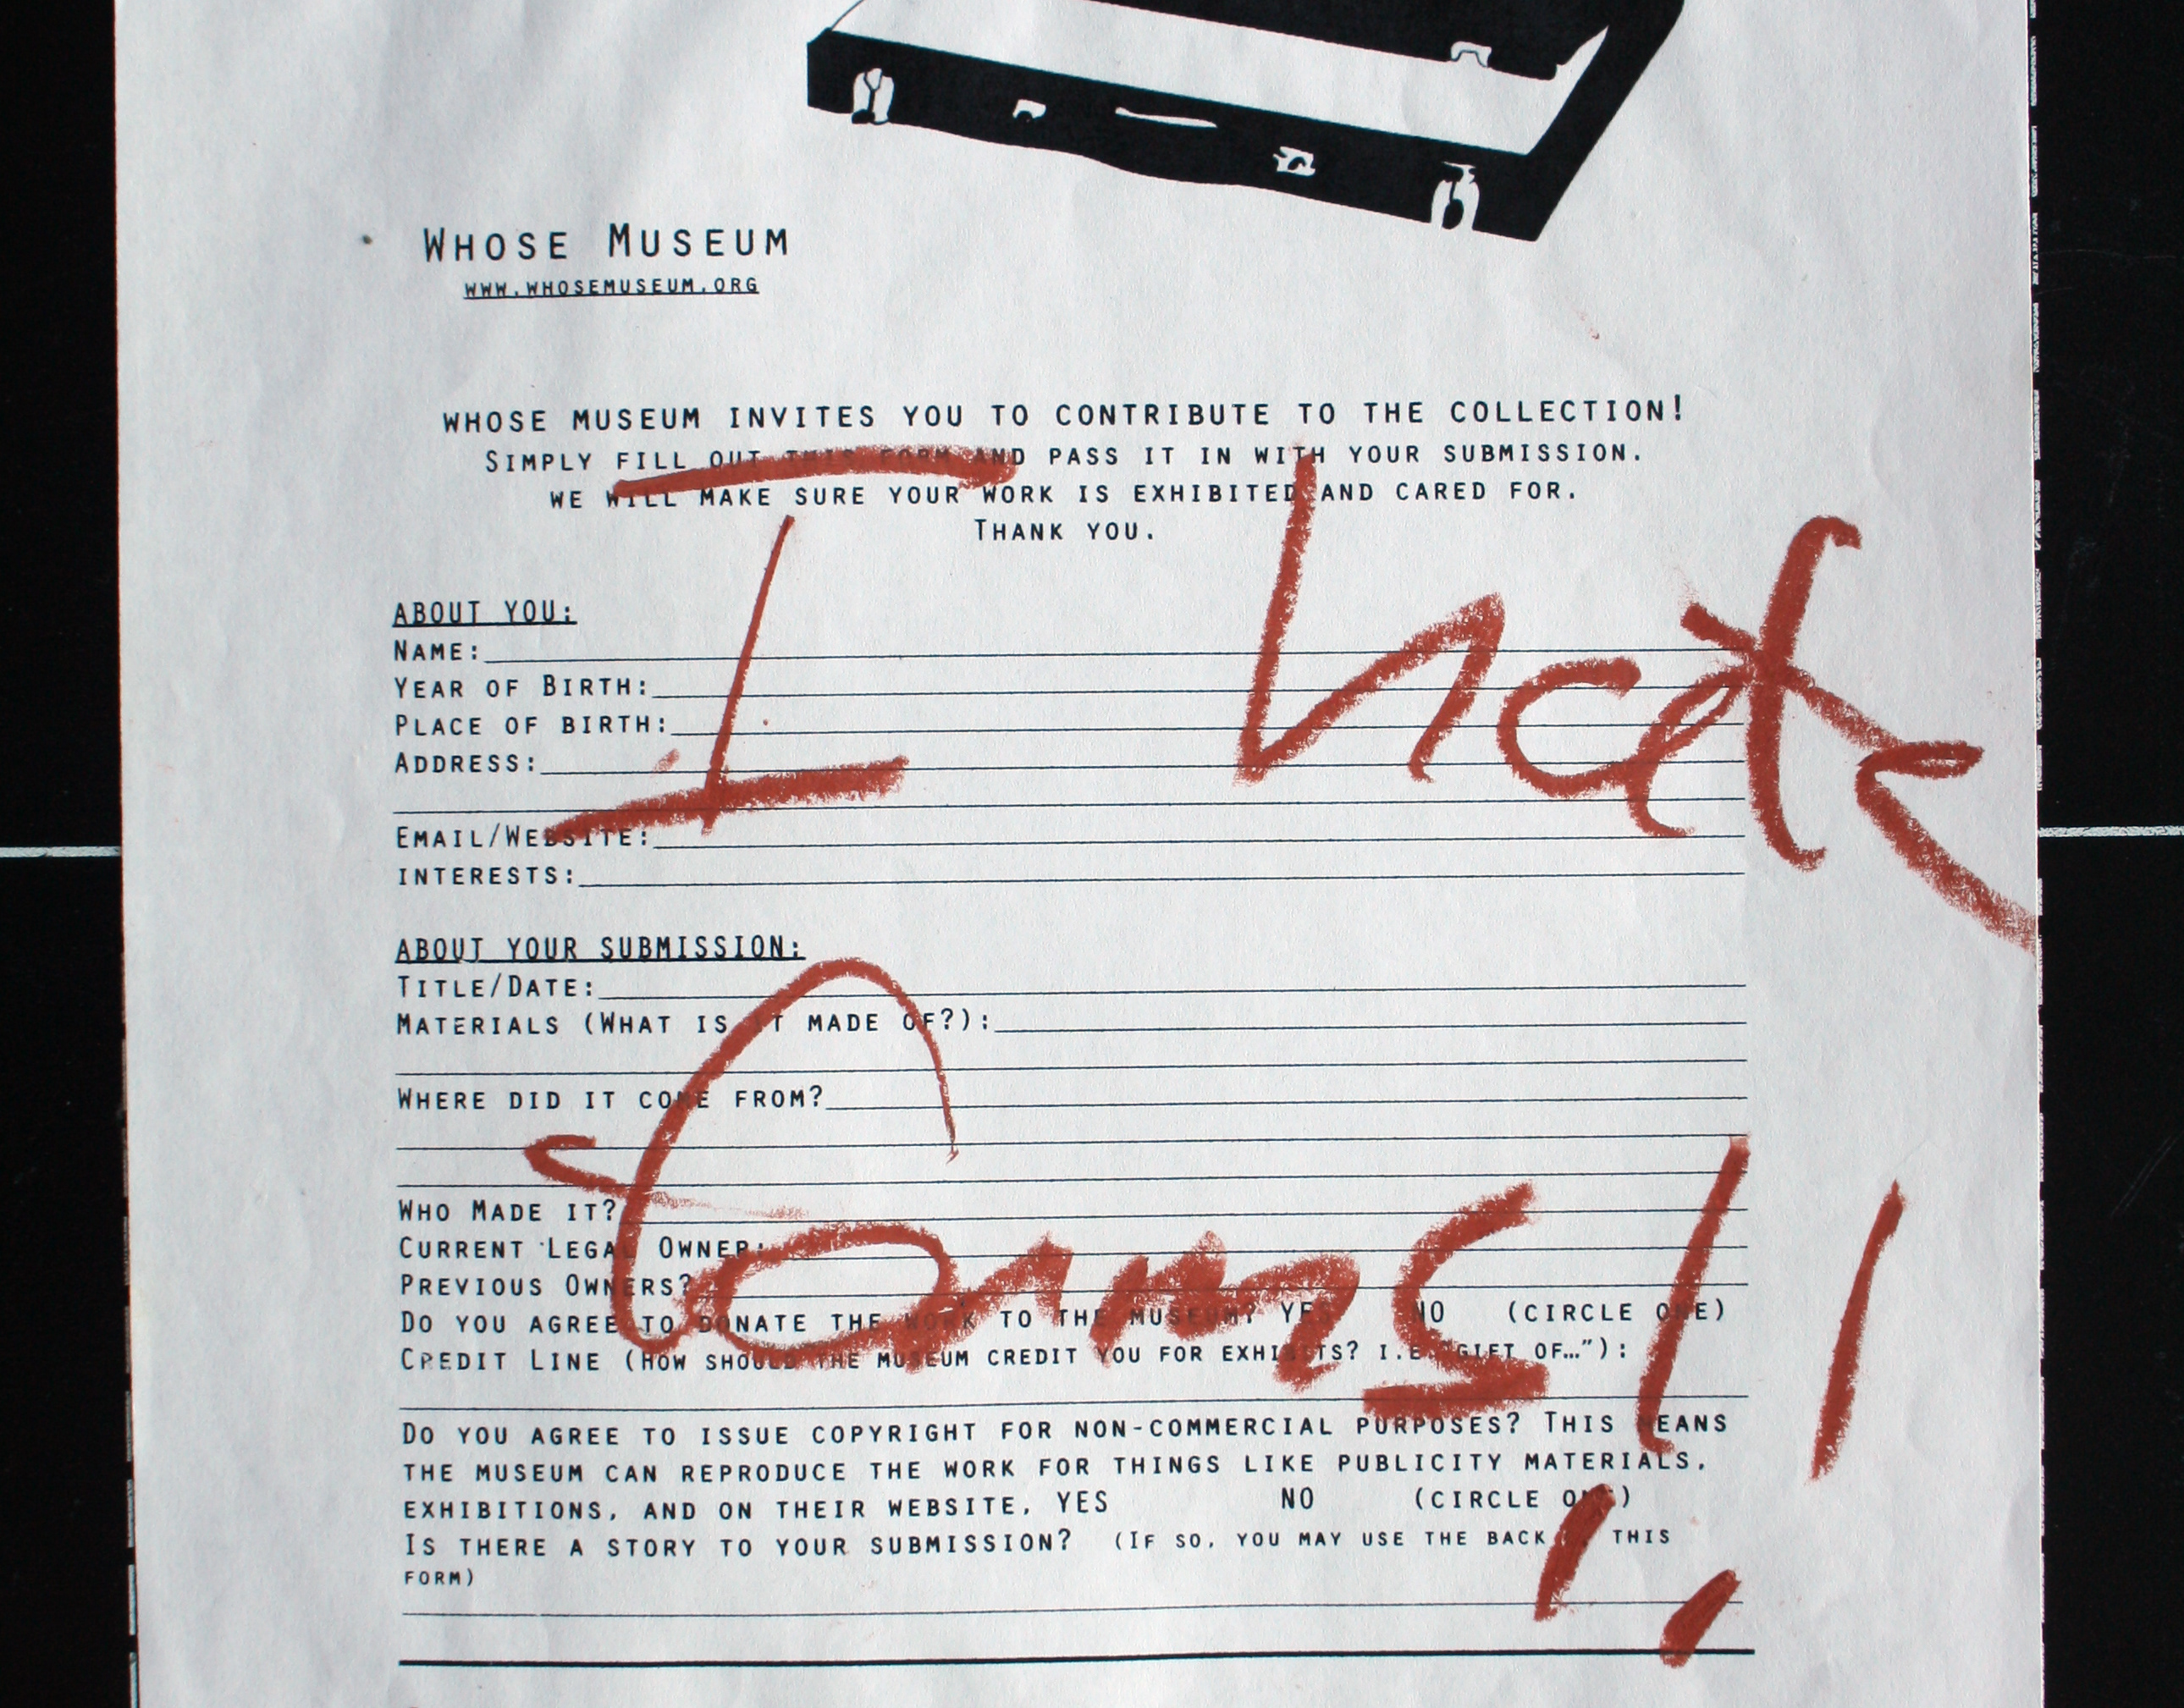 Whose Museum
www.whosemuseum.org
whose museum invites you to contribute to the collection!
Simply fill out this form and pass it in with your submission.
we will make sure your work is exhibited and cared for.
Thank you.
I hate
About you:
Name:
Year of Birth:
Place of birth:
Address:
Email/Website:
interests:
About your submission:
Title/Date:
Materials (What is it made of?):
Where did it come from?
forms!!
Who Made it?
Current Legal Owner:
Previous Owners?
Do you agree to donate the work to the museum? Yes No (circle one)
Credit Line (How should the museum credit you for exhibits? i.e. "gift of…"):
Do you agree to issue copyright for non-commercial purposes? This means
the museum can reproduce the work for things like publicity materials,
exhibitions, and on their website. Yes No (circle one)
Is there a story to your submission? (If so, you may use the back of this
form)